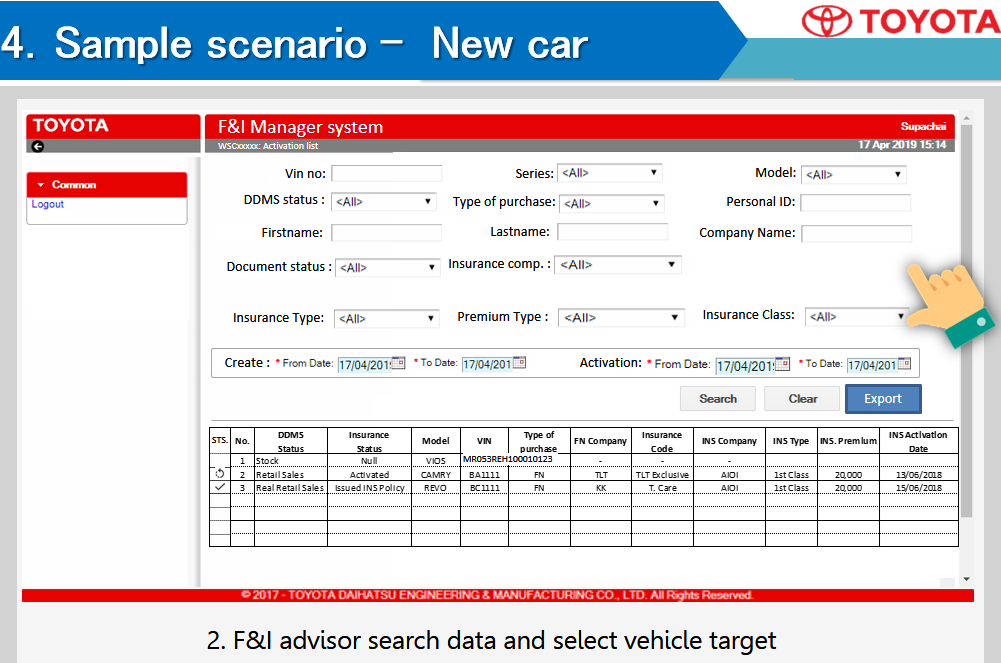 4. Sample scenario – New car
TOYOTA
TOYOTA
F&I Manager system
Supachai
WSCxxxxx: Activation list
17 Apr 2019 15:14
Common
Logout
Vin no:
Series: <All>
Model: <All>
DDMS status : <All>
Type of purchase: <All>
Personal ID:
Firstname:
Lastname:
Company Name:
Document status : <All>
Insurance comp. : <All>
Insurance Type: <All>
Premium Type : <All>
Insurance Class: <All>
Create : * From Date: 17/04/201 * To Date: 17/04/201 Activation: * From Date: 17/04/201 * To Date: 17/04/201
Search Clear Export
STS. No. DDMS Status Insurance Status Model VIN Type of purchase FN Company Insurance Code INS Company INS Type INS. Premium INS Activation Date
1 Stock Null VIOS MR053REH100010123 - - -
2 Retail Sales Activated CAMRY BA1111 FN TLT TLT Exclusive AIOI 1st Class 20,000 13/06/2018
3 Real Retail Sales Issued INS Policy REVO BC1111 FN KK T. Care AIOI 1st Class 20,000 15/06/2018
© 2017 - TOYOTA DAIHATSU ENGINEERING & MANUFACTURING CO., LTD. All Rights Reserved.
2. F&I advisor search data and select vehicle target